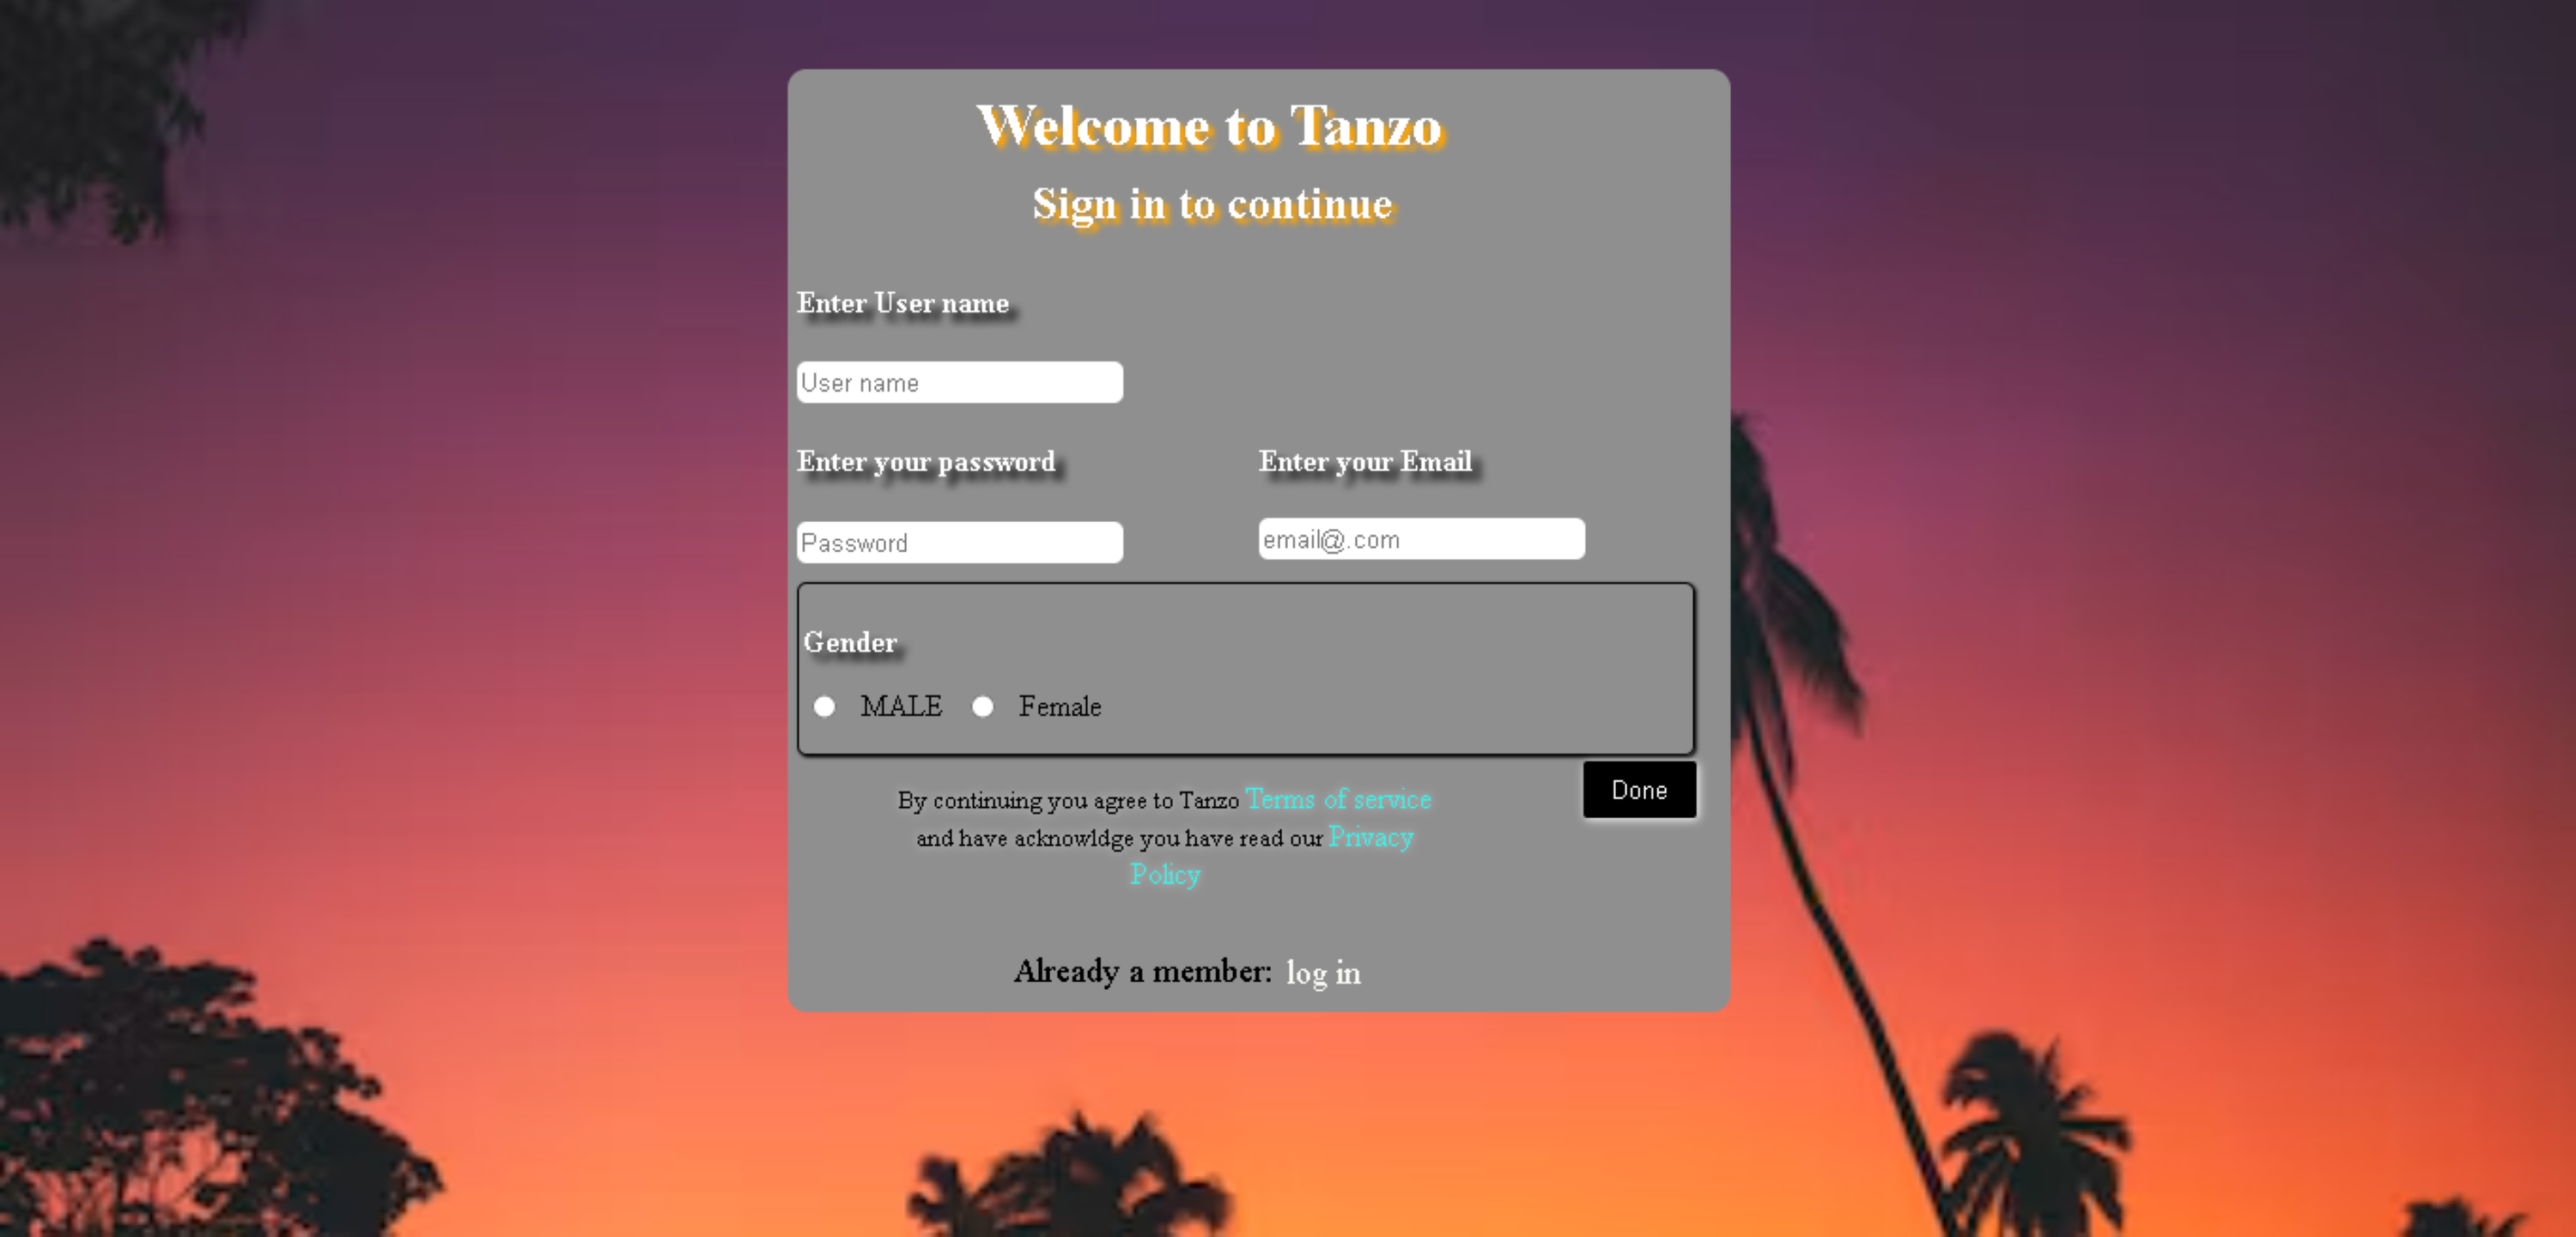 Welcome to Tanzo
Sign in to continue
Enter User name
User name
Enter your password
Password
Enter your Email
email@.com
Gender
MALE Female
By continuing you agree to Tanzo Terms of service
and have acknowldge you have read our Privacy
Policy
Done
Already a member: log in